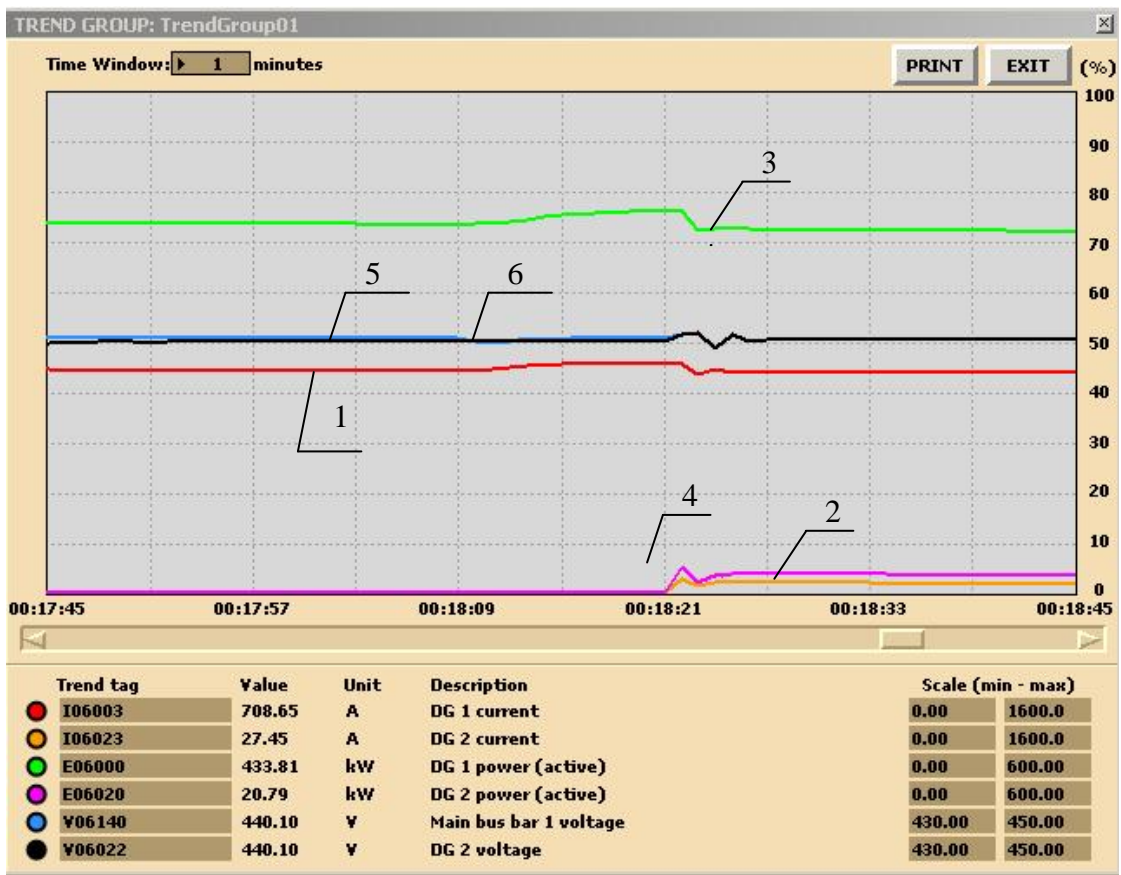 TREND GROUP: TrendGroup01
Time Window: 1 minutes
PRINT EXIT (%)
100
90
80
70
60
50
40
30
20
10
0
3
5 6
1
4
2
00:17:45 00:17:57 00:18:09 00:18:21 00:18:33 00:18:45
Trend tag Value Unit Description Scale (min - max)
I06003 708.65 A DG 1 current 0.00 1600.0
I06023 27.45 A DG 2 current 0.00 1600.0
E06000 433.81 kW DG 1 power (active) 0.00 600.00
E06020 20.79 kW DG 2 power (active) 0.00 600.00
V06140 440.10 V Main bus bar 1 voltage 430.00 450.00
V06022 440.10 V DG 2 voltage 430.00 450.00